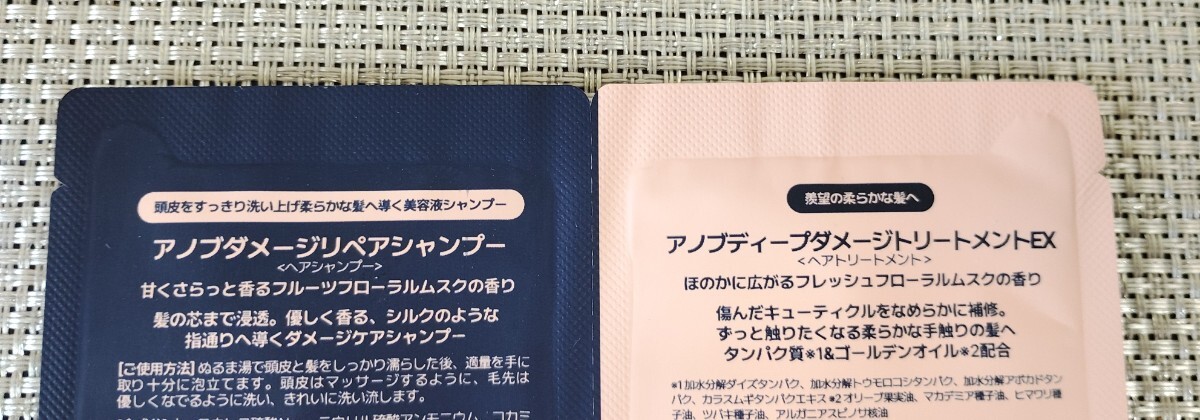 頭皮をすっきり洗い上げ柔らかな髪へ導く美容液シャンプー
アノブダメージリペアシャンプー
<ヘアシャンプー>
甘くさらっと香るフルーツフローラルムスクの香り
髪の芯まで浸透。優しく香る、シルクのような
指通りへ導くダメージケアシャンプー
[ご使用方法] ぬるま湯で頭皮と髪をしっかり濡らした後、適量を手に
取り十分に泡立てます。頭皮はマッサージするように、毛先は
優しくなでるように洗い、きれいに洗い流します。
羨望の柔らかな髪へ
アノブディープダメージトリートメントEX
<ヘアトリートメント>
ほのかに広がるフレッシュフローラルムスクの香り
傷んだキューティクルをなめらかに補修。
ずっと触りたくなる柔らかな手触りの髪へ
タンパク質※1&ゴールデンオイル※2配合
※1 加水分解ダイズタンパク、加水分解トウモロコシタンパク、加水分解アボカドタン
パク、カラスムギタンパクエキス ※2 オリーブ果実油、マカデミア種子油、ヒマワリ種
子油、ツバキ種子油、アルガニアスピノサ核油